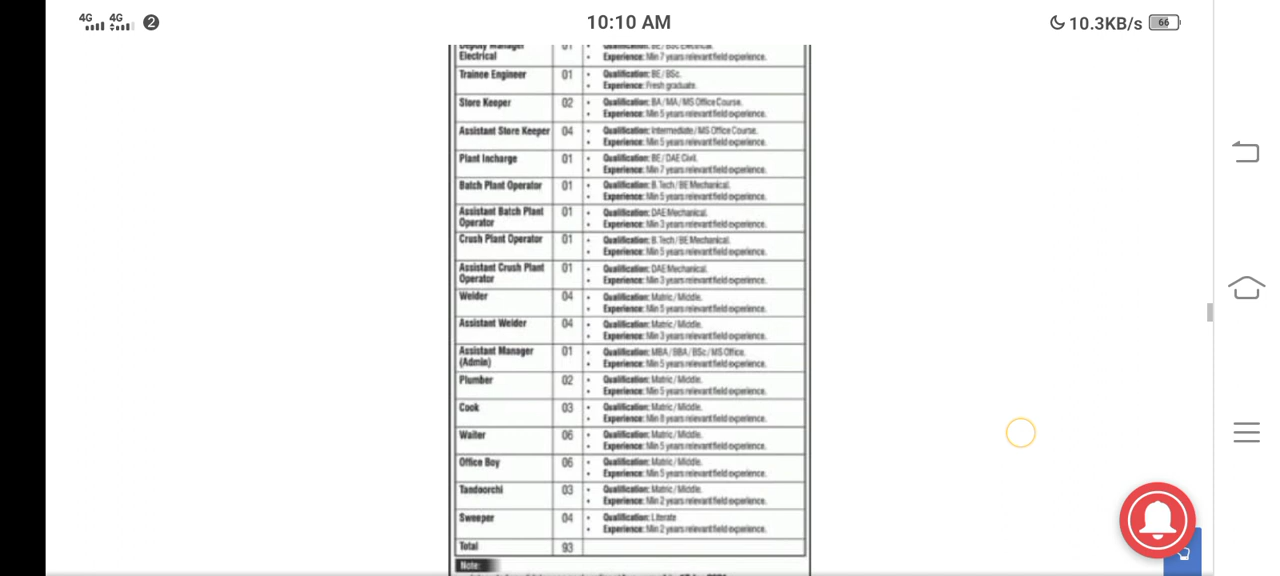 4G 4G 2 10:10 AM 10.3KB/s 66
Deputy Manager 01 • Qualification: BE/BSc Electrical.
Electrical • Experience: Min 7 years relevant field experience.
Trainee Engineer 01 • Qualification: BE/BSc.
• Experience: Fresh graduate.
Store Keeper 02 • Qualification: BA/MA/MS Office Course.
• Experience: Min 5 years relevant field experience.
Assistant Store Keeper 04 • Qualification: Intermediate/MS Office Course.
• Experience: Min 5 years relevant field experience.
Plant Incharge 01 • Qualification: BE/DAE Civil.
• Experience: Min 7 years relevant field experience.
Batch Plant Operator 01 • Qualification: B.Tech/BE Mechanical.
• Experience: Min 5 years relevant field experience.
Assistant Batch Plant 01 • Qualification: DAE Mechanical.
Operator • Experience: Min 3 years relevant field experience.
Crush Plant Operator 01 • Qualification: B.Tech/BE Mechanical.
• Experience: Min 5 years relevant field experience.
Assistant Crush Plant 01 • Qualification: DAE Mechanical.
Operator • Experience: Min 3 years relevant field experience.
Welder 04 • Qualification: Matric/Middle.
• Experience: Min 5 years relevant field experience.
Assistant Welder 04 • Qualification: Matric/Middle.
• Experience: Min 3 years relevant field experience.
Assistant Manager 01 • Qualification: MBA/BBA/BSc/MS Office.
(Admin) • Experience: Min 5 years relevant field experience.
Plumber 02 • Qualification: Matric/Middle.
• Experience: Min 5 years relevant field experience.
Cook 03 • Qualification: Matric/Middle.
• Experience: Min 8 years relevant field experience.
Waiter 06 • Qualification: Matric/Middle.
• Experience: Min 5 years relevant field experience.
Office Boy 06 • Qualification: Matric/Middle.
• Experience: Min 5 years relevant field experience.
Tandoorchi 03 • Qualification: Matric/Middle.
• Experience: Min 2 years relevant field experience.
Sweeper 04 • Qualification: Literate
• Experience: Min 2 years relevant field experience.
Total 93
Note: